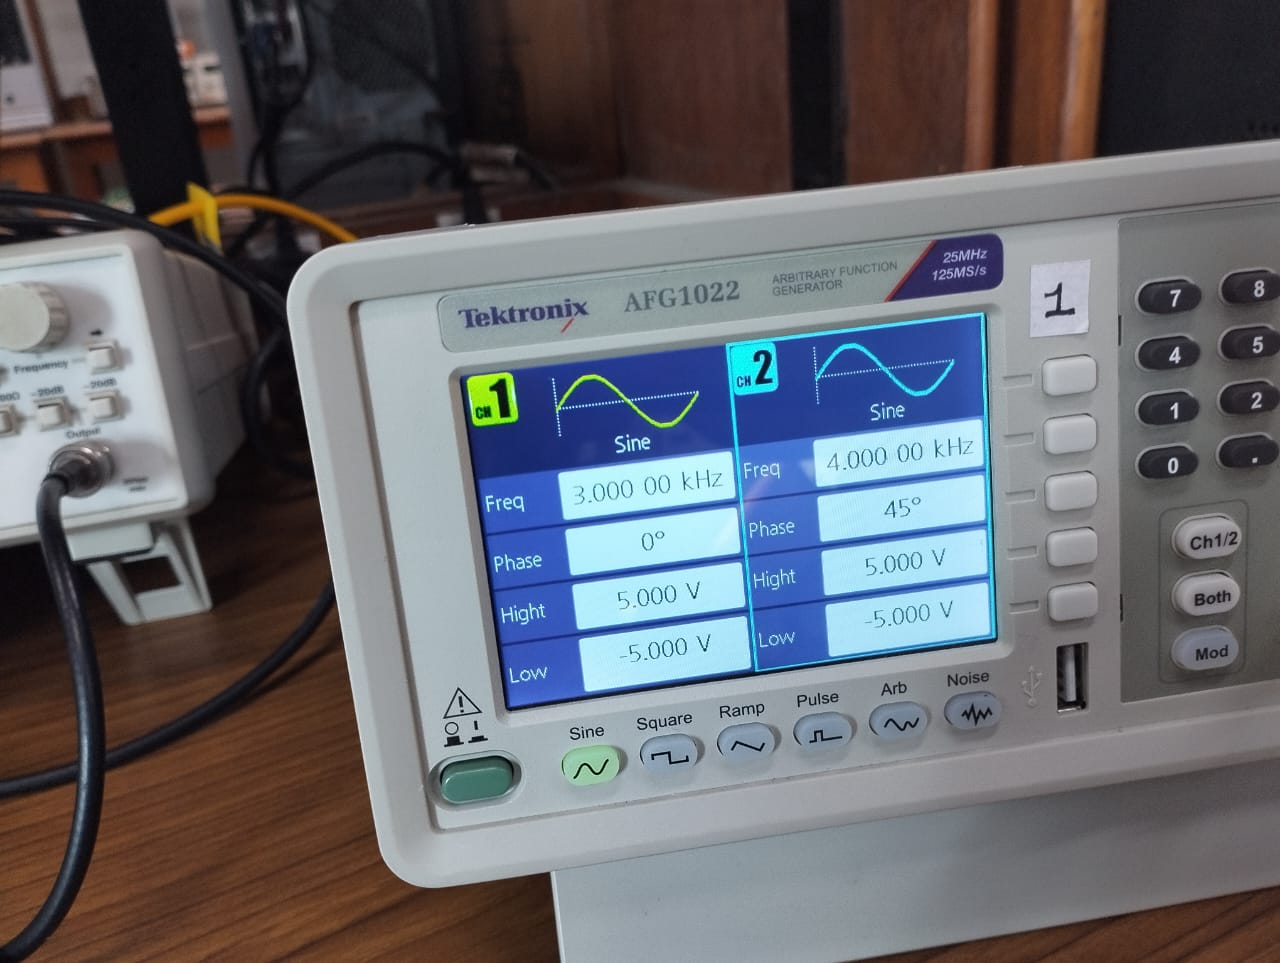 Tektronix AFG1022 ARBITRARY FUNCTION
GENERATOR
25MHz
125MS/s
1
CH 1
Sine
Freq 3.000 00 kHz
Phase 0°
Hight 5.000 V
Low -5.000 V
CH 2
Sine
Freq 4.000 00 kHz
Phase 45°
Hight 5.000 V
Low -5.000 V
Sine Square Ramp Pulse Arb Noise
7 8
4 5
1 2
0 .
Ch1/2
Both
Mod
Frequency
-20dB -20dB
Output